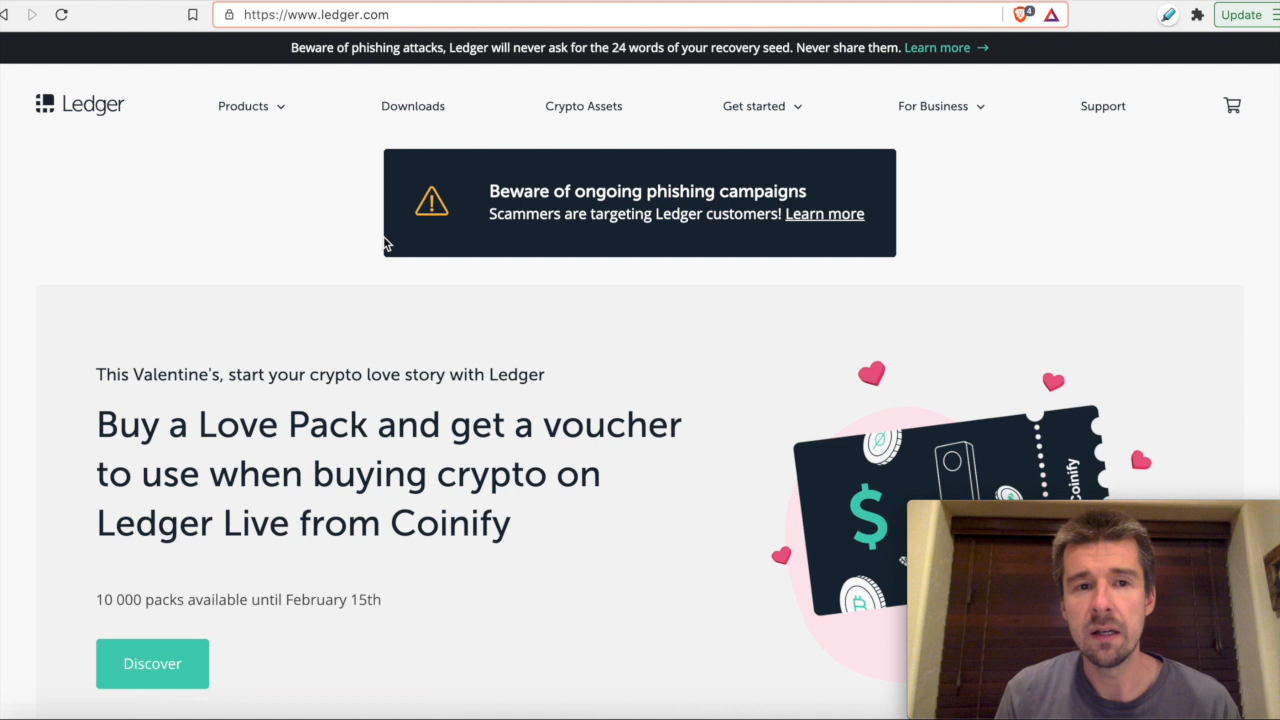 https://www.ledger.com
4
Update
Beware of phishing attacks, Ledger will never ask for the 24 words of your recovery seed. Never share them. Learn more →
Ledger
Products
Downloads
Crypto Assets
Get started
For Business
Support
Beware of ongoing phishing campaigns
Scammers are targeting Ledger customers! Learn more
This Valentine's, start your crypto love story with Ledger
Buy a Love Pack and get a voucher
to use when buying crypto on
Ledger Live from Coinify
10 000 packs available until February 15th
Discover
$
Coinify